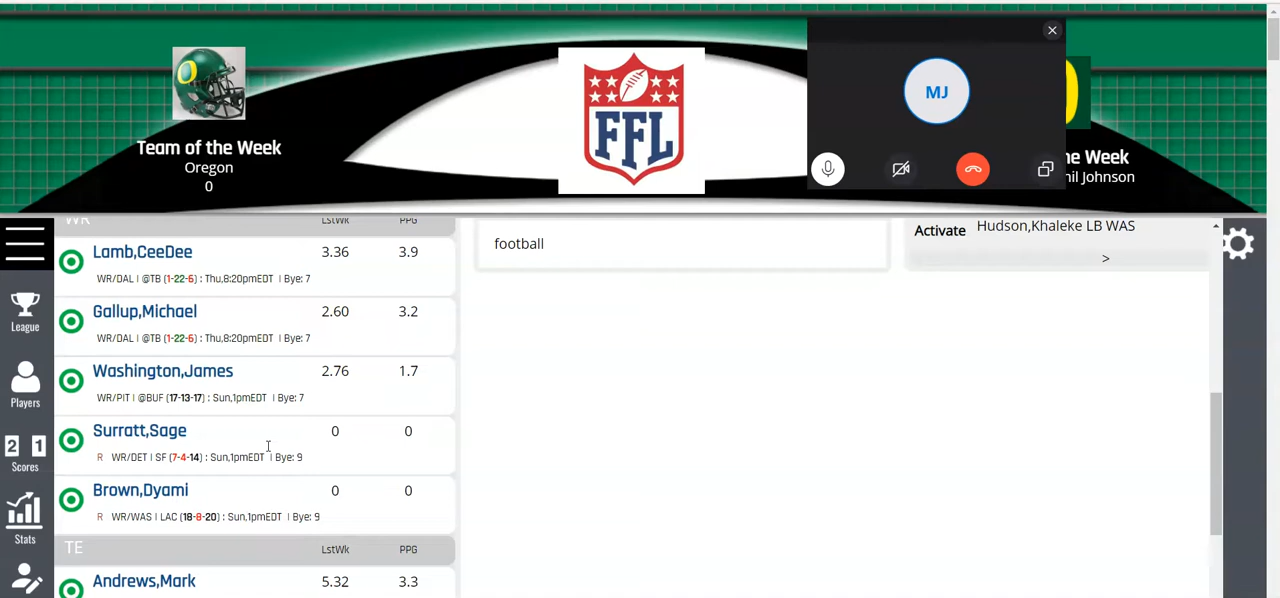 Team of the Week
Oregon
0
FFL
MJ
he Week
il Johnson
WR LstWk PPG
Lamb,CeeDee 3.36 3.9
WR/DAL | @TB (1-22-6) : Thu,8:20pmEDT | Bye: 7
Gallup,Michael 2.60 3.2
WR/DAL | @TB (1-22-6) : Thu,8:20pmEDT | Bye: 7
Washington,James 2.76 1.7
WR/PIT | @BUF (17-13-17) : Sun,1pmEDT | Bye: 7
Surratt,Sage 0 0
R WR/DET | SF (7-4-14) : Sun,1pmEDT | Bye: 9
Brown,Dyami 0 0
R WR/WAS | LAC (18-8-20) : Sun,1pmEDT | Bye: 9
TE LstWk PPG
Andrews,Mark 5.32 3.3
football
Activate Hudson,Khaleke LB WAS
>
League
Players
2 1
Scores
Stats